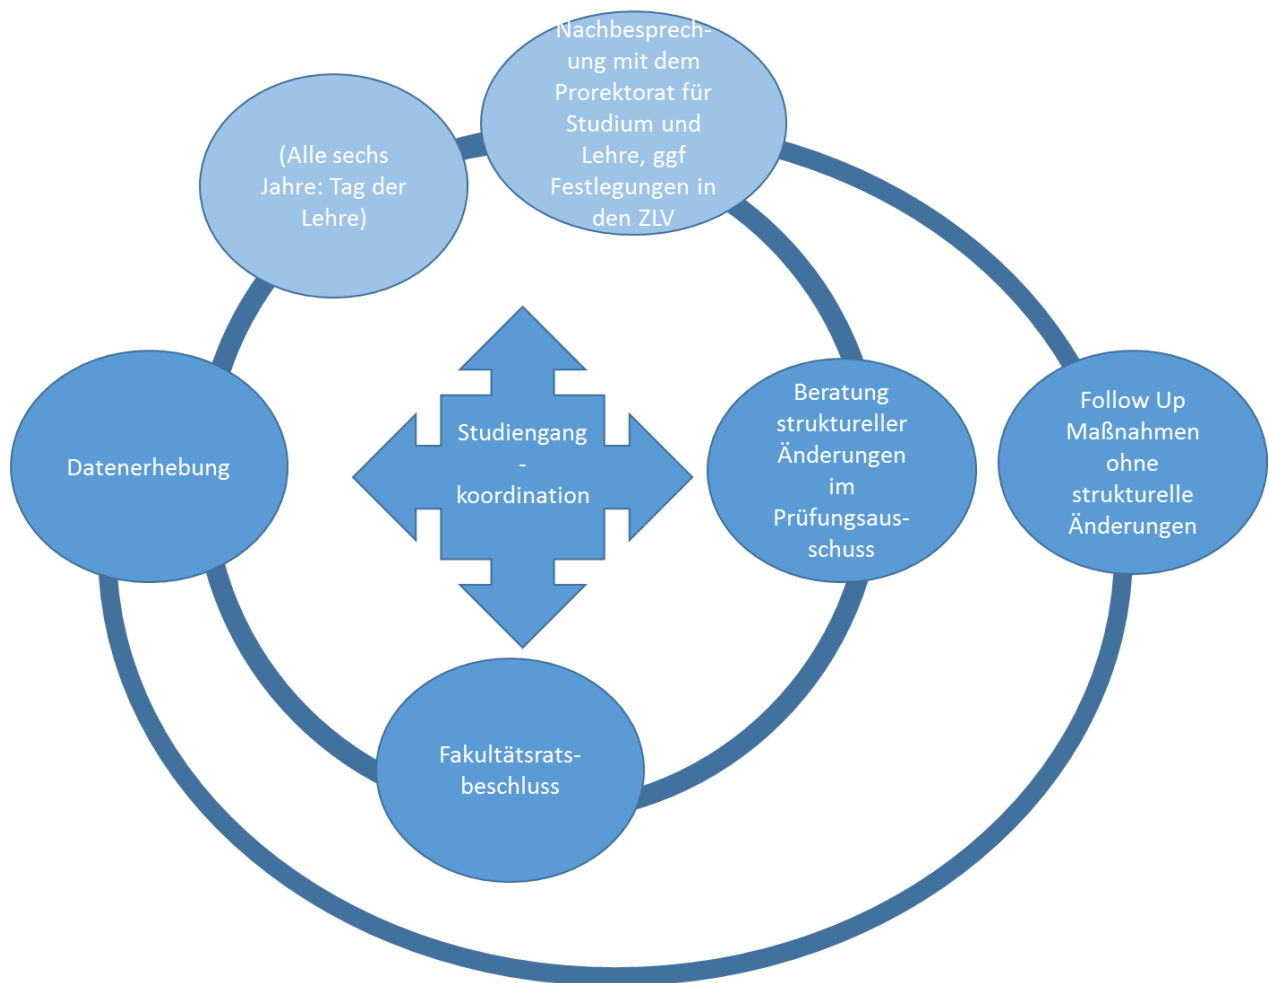 Nachbesprech-
ung mit dem
Prorektorat für
Studium und
Lehre, ggf
Festlegungen in
den ZLV
(Alle sechs
Jahre: Tag der
Lehre)
Datenerhebung
Studiengang
-
koordination
Beratung
struktureller
Änderungen
im
Prüfungsaus-
schuss
Follow Up
Maßnahmen
ohne
strukturelle
Änderungen
Fakultätsrats-
beschluss